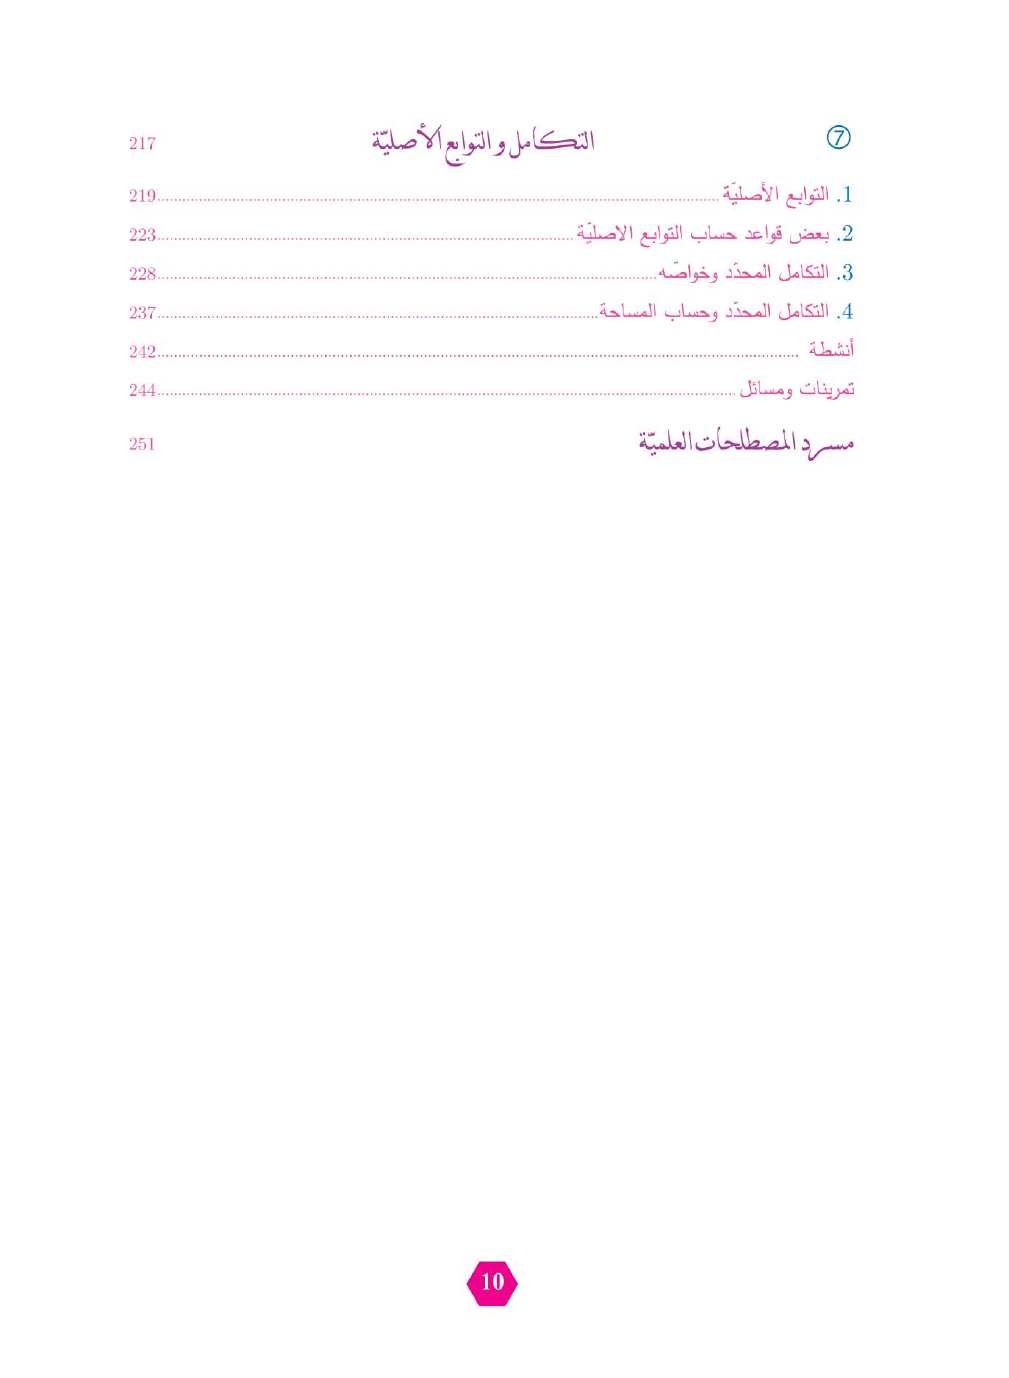 ⑦ التكامل والتوابع الأصليّة 217
1. التوابع الأصليّة 219
2. بعض قواعد حساب التوابع الاصليّة 223
3. التكامل المحدّد وخواصّه 228
4. التكامل المحدّد وحساب المساحة 237
أنشطة 242
تمرينات ومسائل 244
مسرد المصطلحات العلميّة 251
10